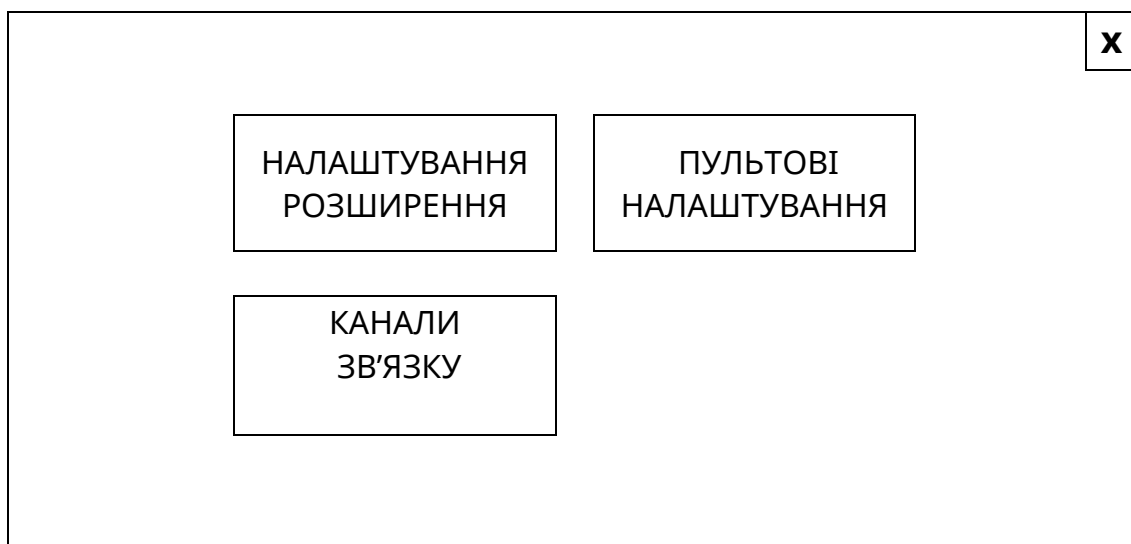 X
НАЛАШТУВАННЯ
РОЗШИРЕННЯ
ПУЛЬТОВІ
НАЛАШТУВАННЯ
КАНАЛИ
ЗВ’ЯЗКУ